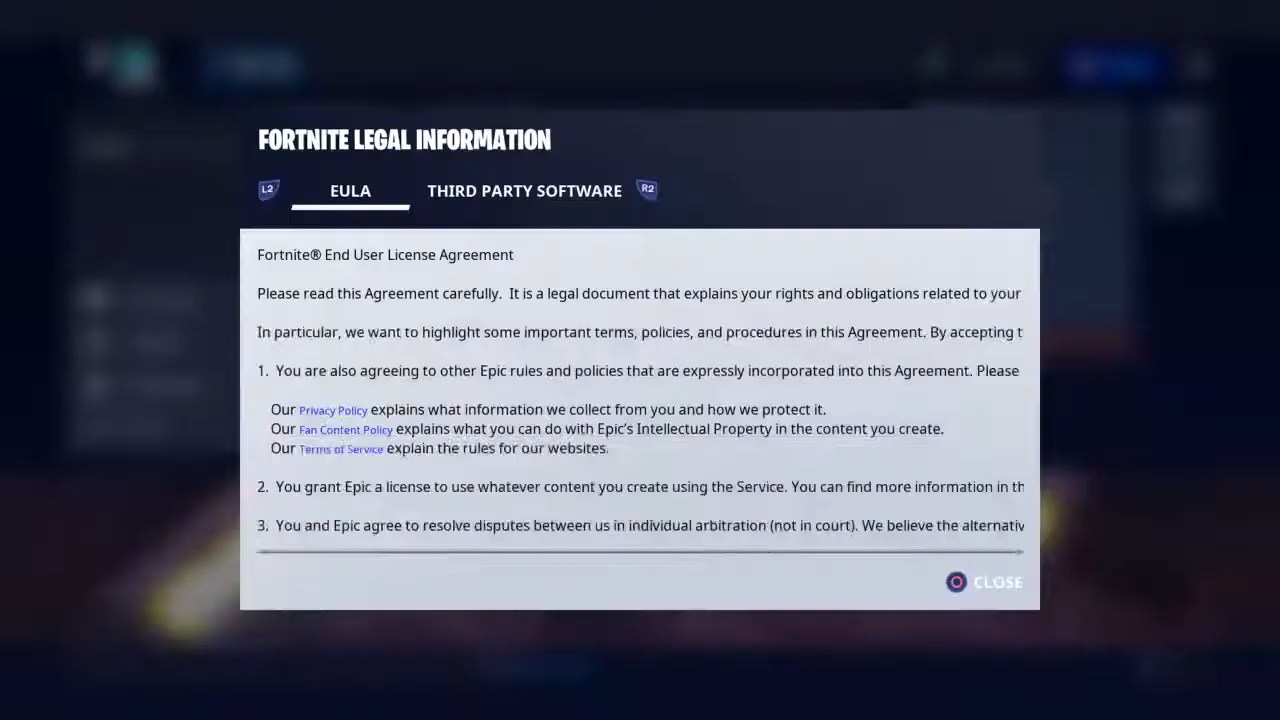 FORTNITE LEGAL INFORMATION
L2 EULA THIRD PARTY SOFTWARE R2
Fortnite® End User License Agreement
Please read this Agreement carefully.  It is a legal document that explains your rights and obligations related to your
In particular, we want to highlight some important terms, policies, and procedures in this Agreement. By accepting t
1.  You are also agreeing to other Epic rules and policies that are expressly incorporated into this Agreement. Please
Our Privacy Policy explains what information we collect from you and how we protect it.
Our Fan Content Policy explains what you can do with Epic’s Intellectual Property in the content you create.
Our Terms of Service explain the rules for our websites.
2.  You grant Epic a license to use whatever content you create using the Service. You can find more information in th
3.  You and Epic agree to resolve disputes between us in individual arbitration (not in court). We believe the alternativ
CLOSE